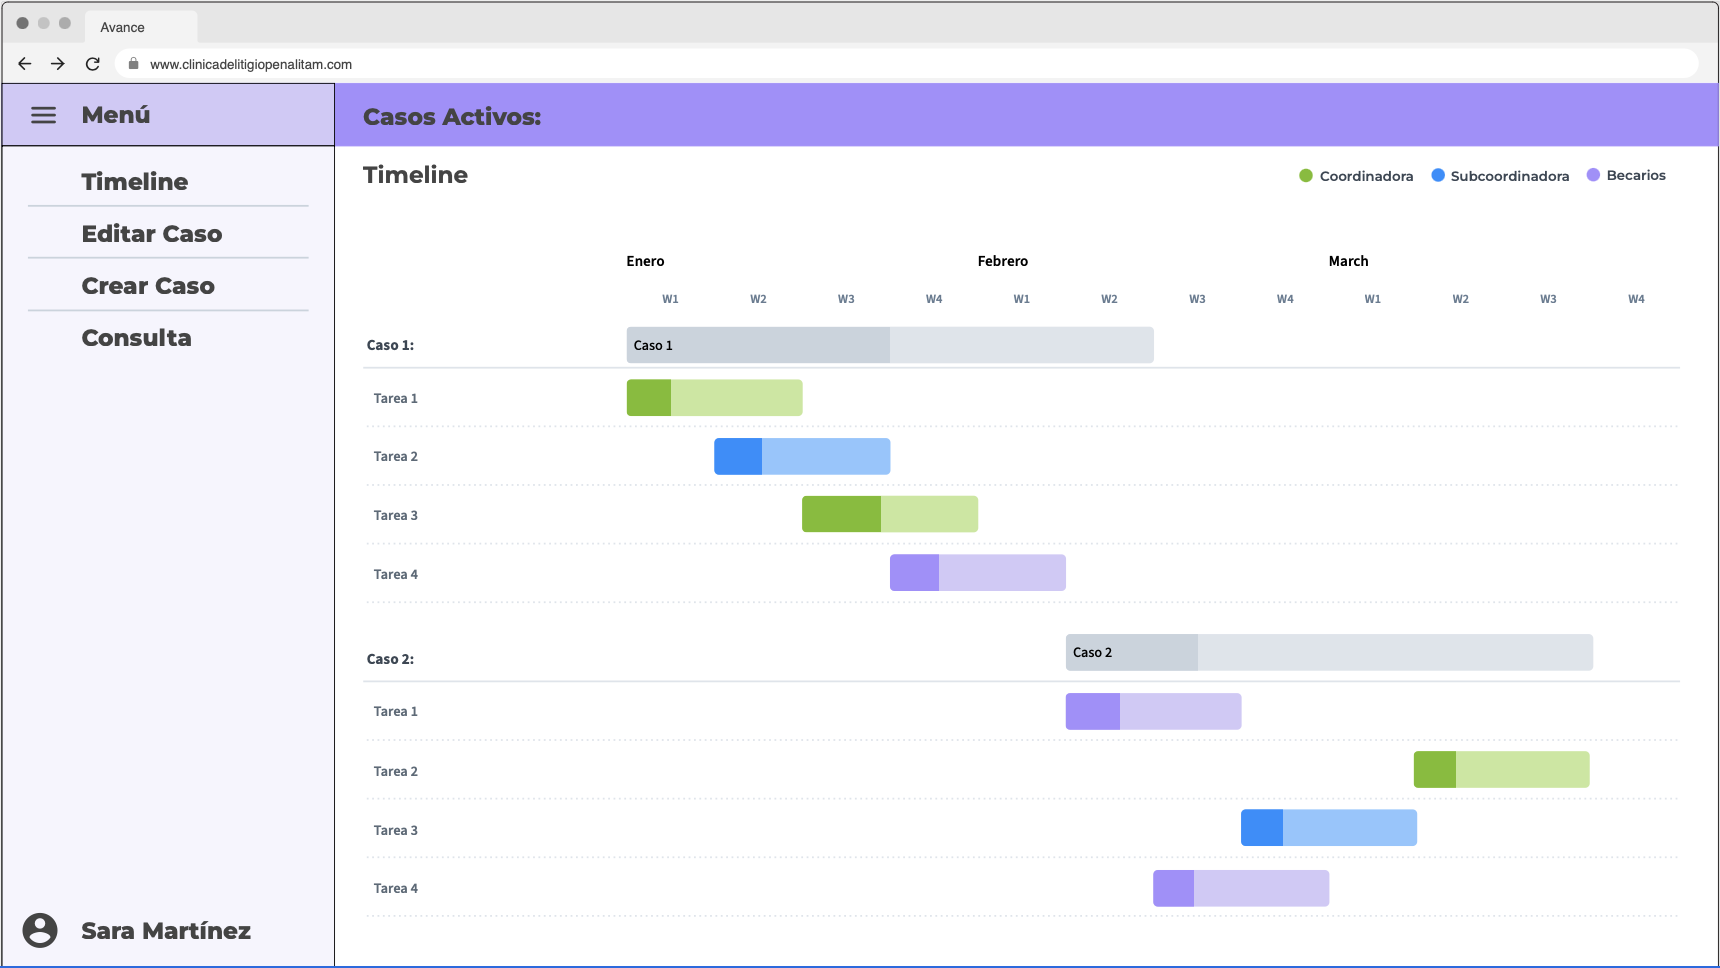 Avance
www.clinicadelitigiopenalitam.com
Menú
Casos Activos:
Timeline
Editar Caso
Crear Caso
Consulta
Sara Martínez
Timeline
Coordinadora Subcoordinadora Becarios
Enero Febrero March
W1 W2 W3 W4 W1 W2 W3 W4 W1 W2 W3 W4
Caso 1: Caso 1
Tarea 1
Tarea 2
Tarea 3
Tarea 4
Caso 2: Caso 2
Tarea 1
Tarea 2
Tarea 3
Tarea 4